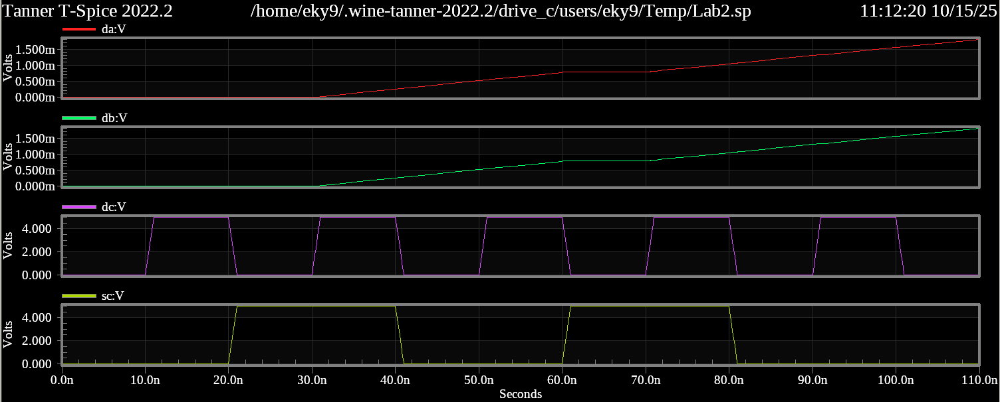 Tanner T-Spice 2022.2 /home/eky9/.wine-tanner-2022.2/drive_c/users/eky9/Temp/Lab2.sp 11:12:20 10/15/25
da:V
Volts
1.500m
1.000m
0.500m
0.000m
db:V
Volts
1.500m
1.000m
0.500m
0.000m
dc:V
Volts
4.000
2.000
0.000
sc:V
Volts
4.000
2.000
0.000
0.0n 10.0n 20.0n 30.0n 40.0n 50.0n 60.0n 70.0n 80.0n 90.0n 100.0n 110.0n
Seconds